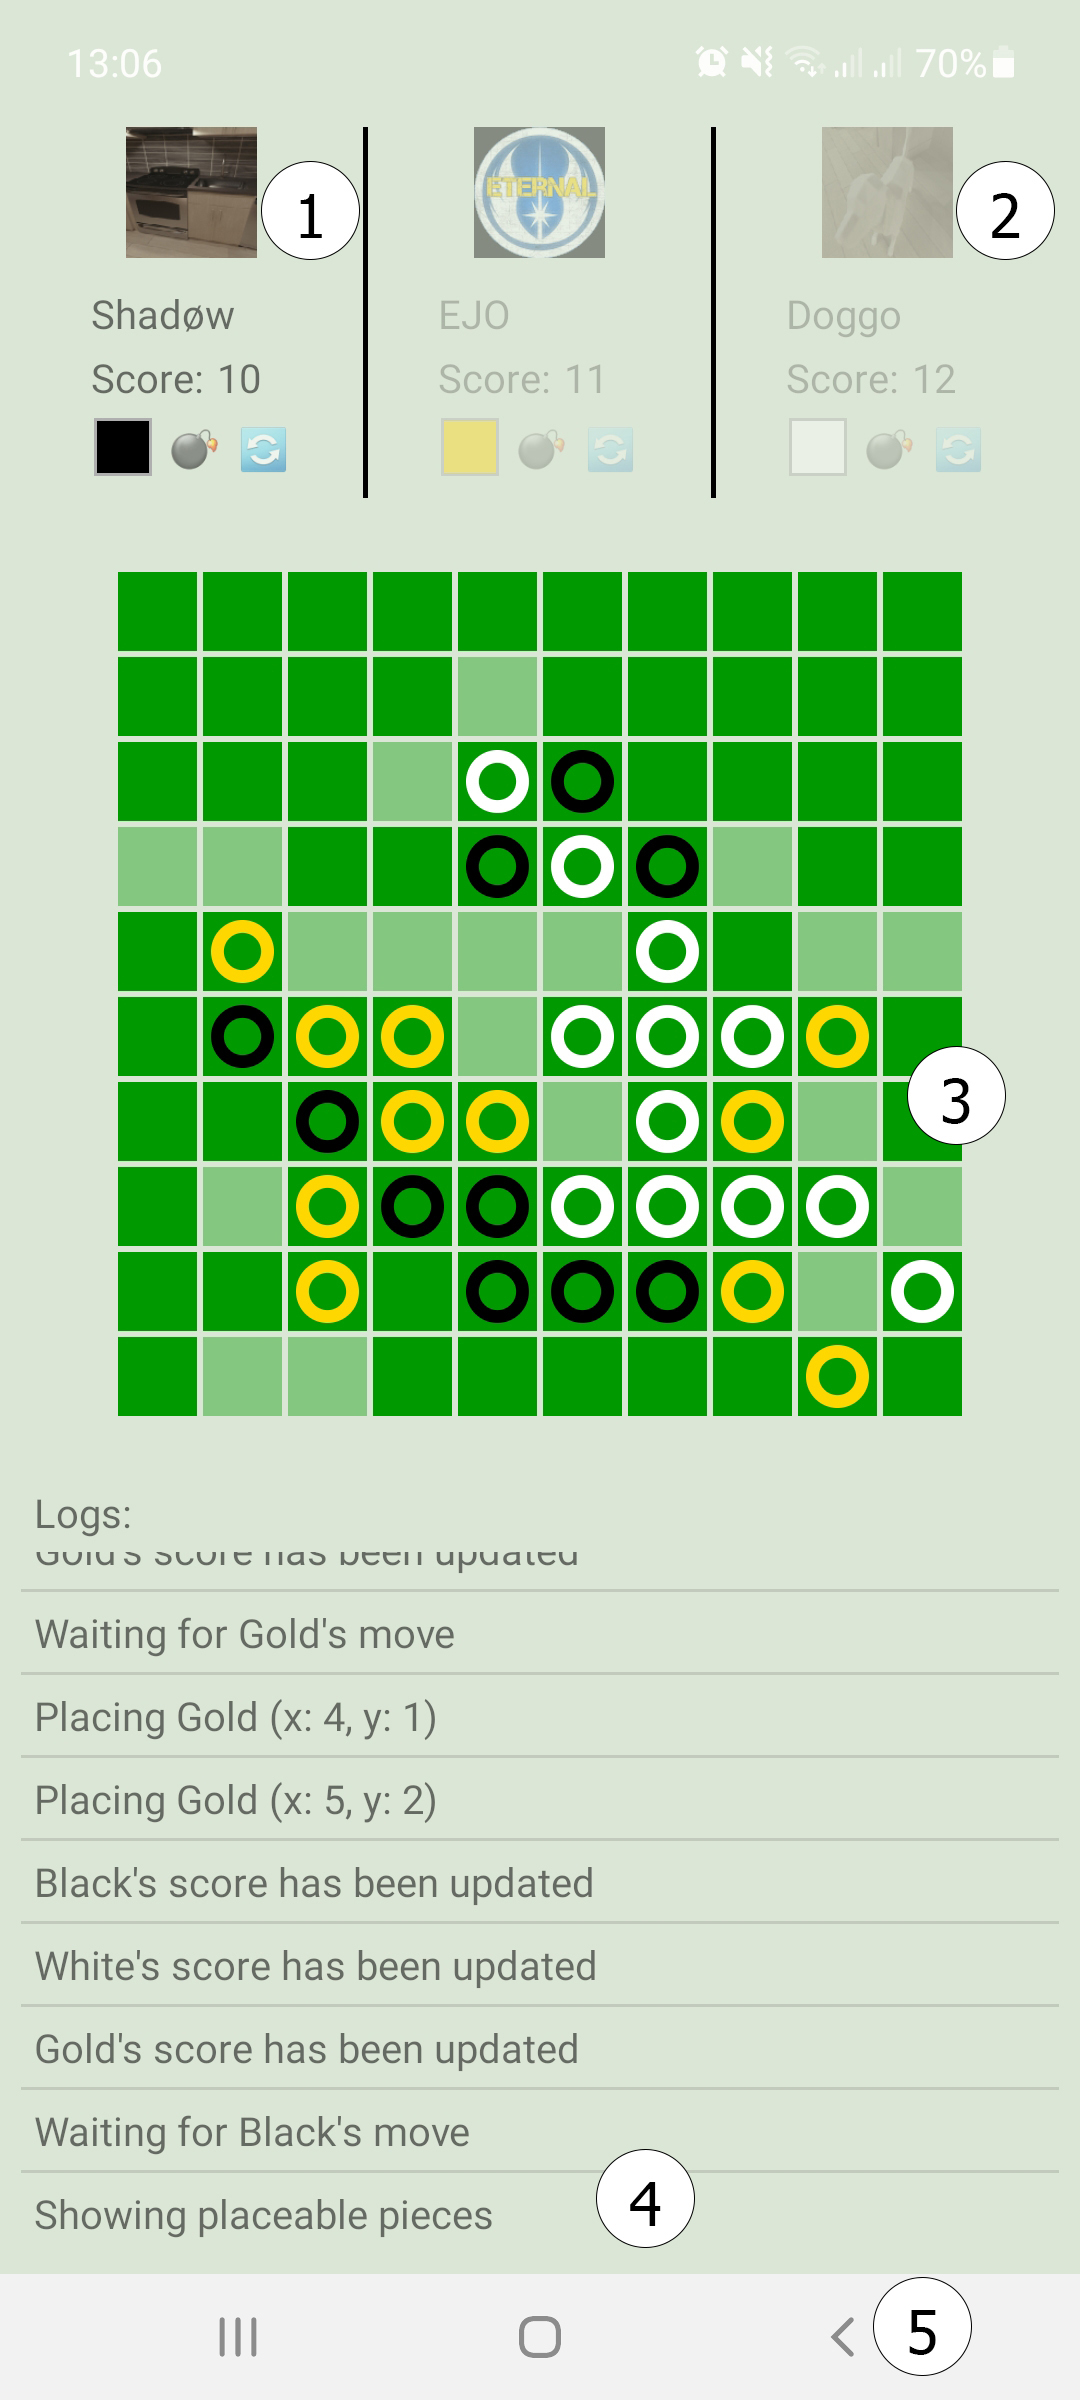 13:06
70%
1
ETERNAL
2
Shadøw
EJO
Doggo
Score: 10
Score: 11
Score: 12
3
Logs:
Gold's score has been updated
Waiting for Gold's move
Placing Gold (x: 4, y: 1)
Placing Gold (x: 5, y: 2)
Black's score has been updated
White's score has been updated
Gold's score has been updated
Waiting for Black's move
Showing placeable pieces
4
5